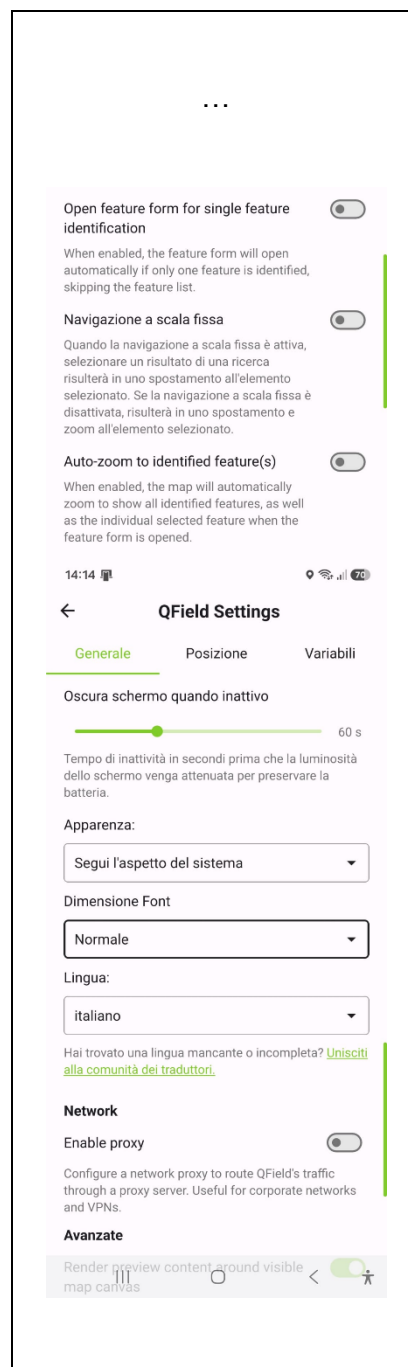 ...
Open feature form for single feature
identification
When enabled, the feature form will open
automatically if only one feature is identified,
skipping the feature list.
Navigazione a scala fissa
Quando la navigazione a scala fissa è attiva,
selezionare un risultato di una ricerca
risulterà in uno spostamento all'elemento
selezionato. Se la navigazione a scala fissa è
disattivata, risulterà in uno spostamento e
zoom all'elemento selezionato.
Auto-zoom to identified feature(s)
When enabled, the map will automatically
zoom to show all identified features, as well
as the individual selected feature when the
feature form is opened.
14:14 70
QField Settings
Generale Posizione Variabili
Oscura schermo quando inattivo
60 s
Tempo di inattività in secondi prima che la luminosità
dello schermo venga attenuata per preservare la
batteria.
Apparenza:
Segui l'aspetto del sistema
Dimensione Font
Normale
Lingua:
italiano
Hai trovato una lingua mancante o incompleta? Unisciti
alla comunità dei traduttori.
Network
Enable proxy
Configure a network proxy to route QField's traffic
through a proxy server. Useful for corporate networks
and VPNs.
Avanzate
Render preview content around visible
map canvas